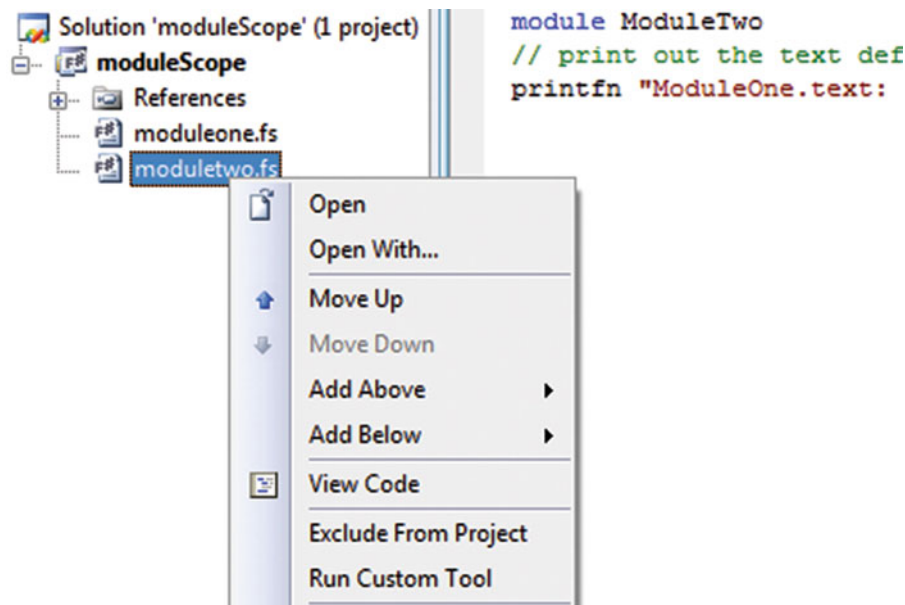 Solution 'moduleScope' (1 project)
moduleScope
References
moduleone.fs
moduletwo.fs
module ModuleTwo
// print out the text def
printfn "ModuleOne.text:
Open
Open With...
Move Up
Move Down
Add Above
Add Below
View Code
Exclude From Project
Run Custom Tool